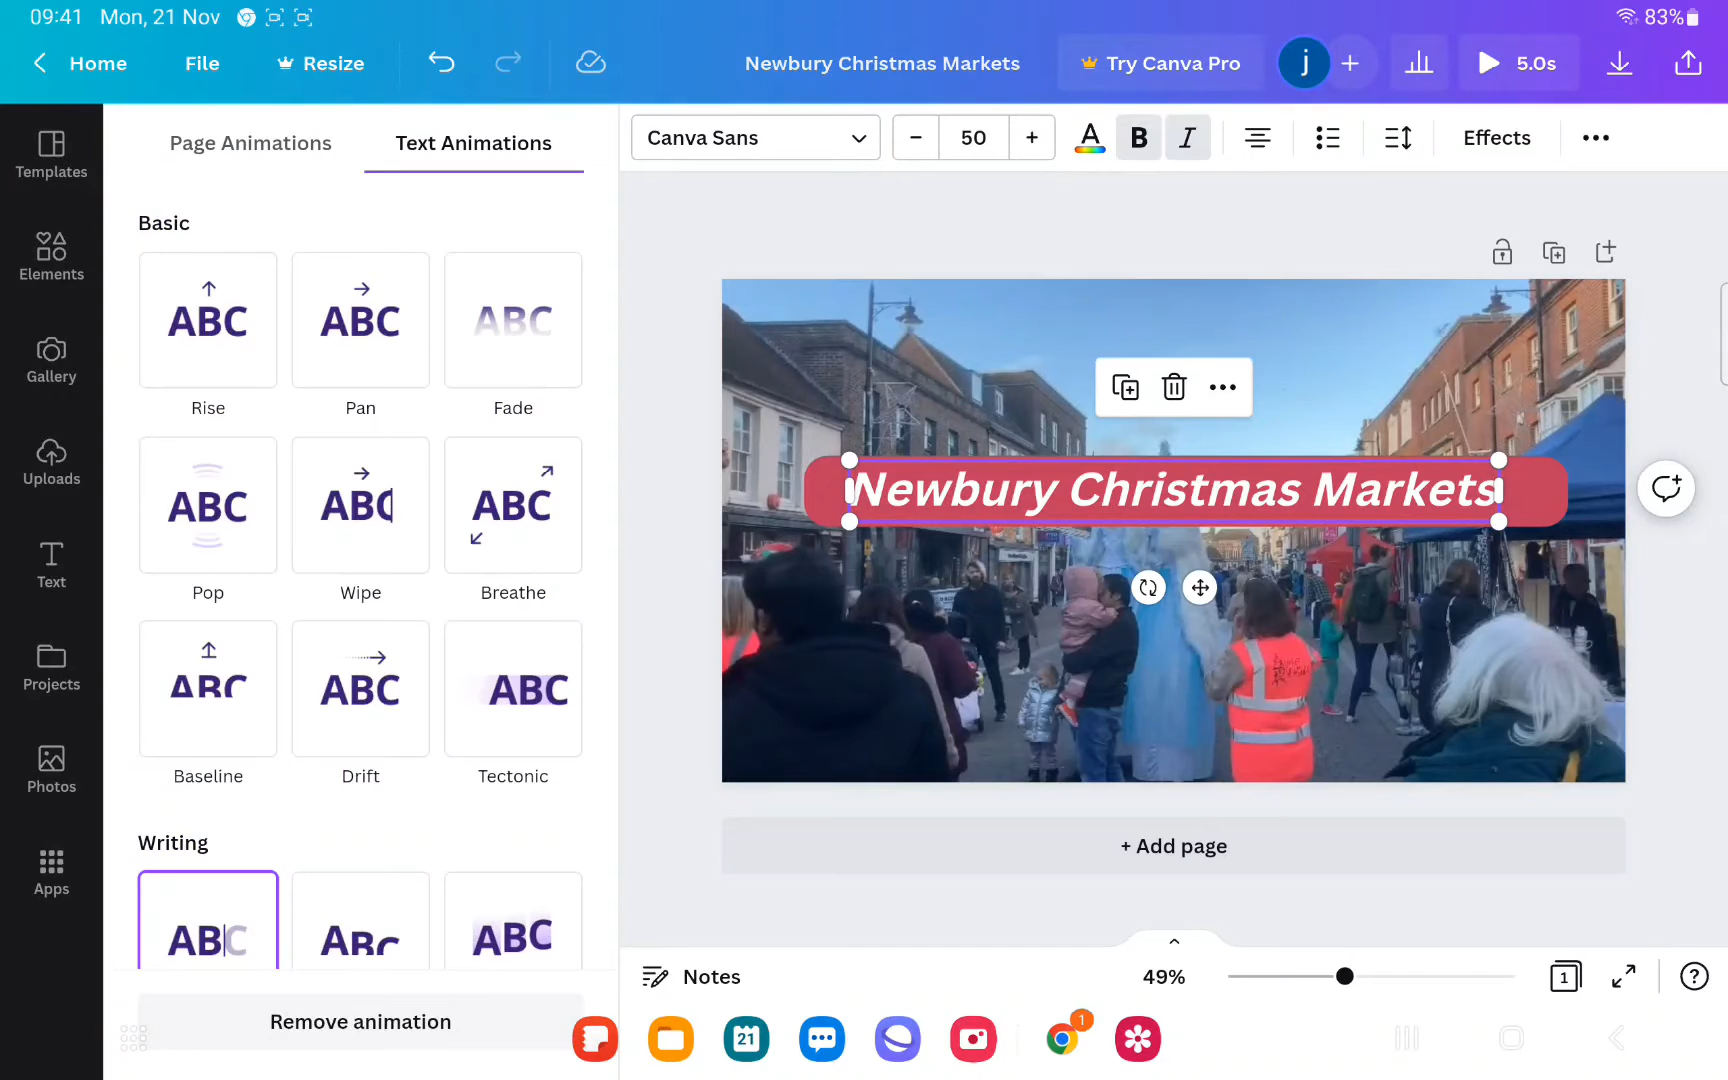 09:41 Mon, 21 Nov
83%
Home File Resize Newbury Christmas Markets Try Canva Pro j + 5.0s
Templates
Elements
Gallery
Uploads
Text
Projects
Photos
Apps
Page Animations Text Animations
Basic
ABC ABC ABC
Rise Pan Fade
ABC ABC ABC
Pop Wipe Breathe
ABC ABC ABC
Baseline Drift Tectonic
Writing
ABC ABC ABC
Remove animation
Canva Sans - 50 + A B I Effects
Newbury Christmas Markets
+ Add page
Notes 49% 1 ?
21 1